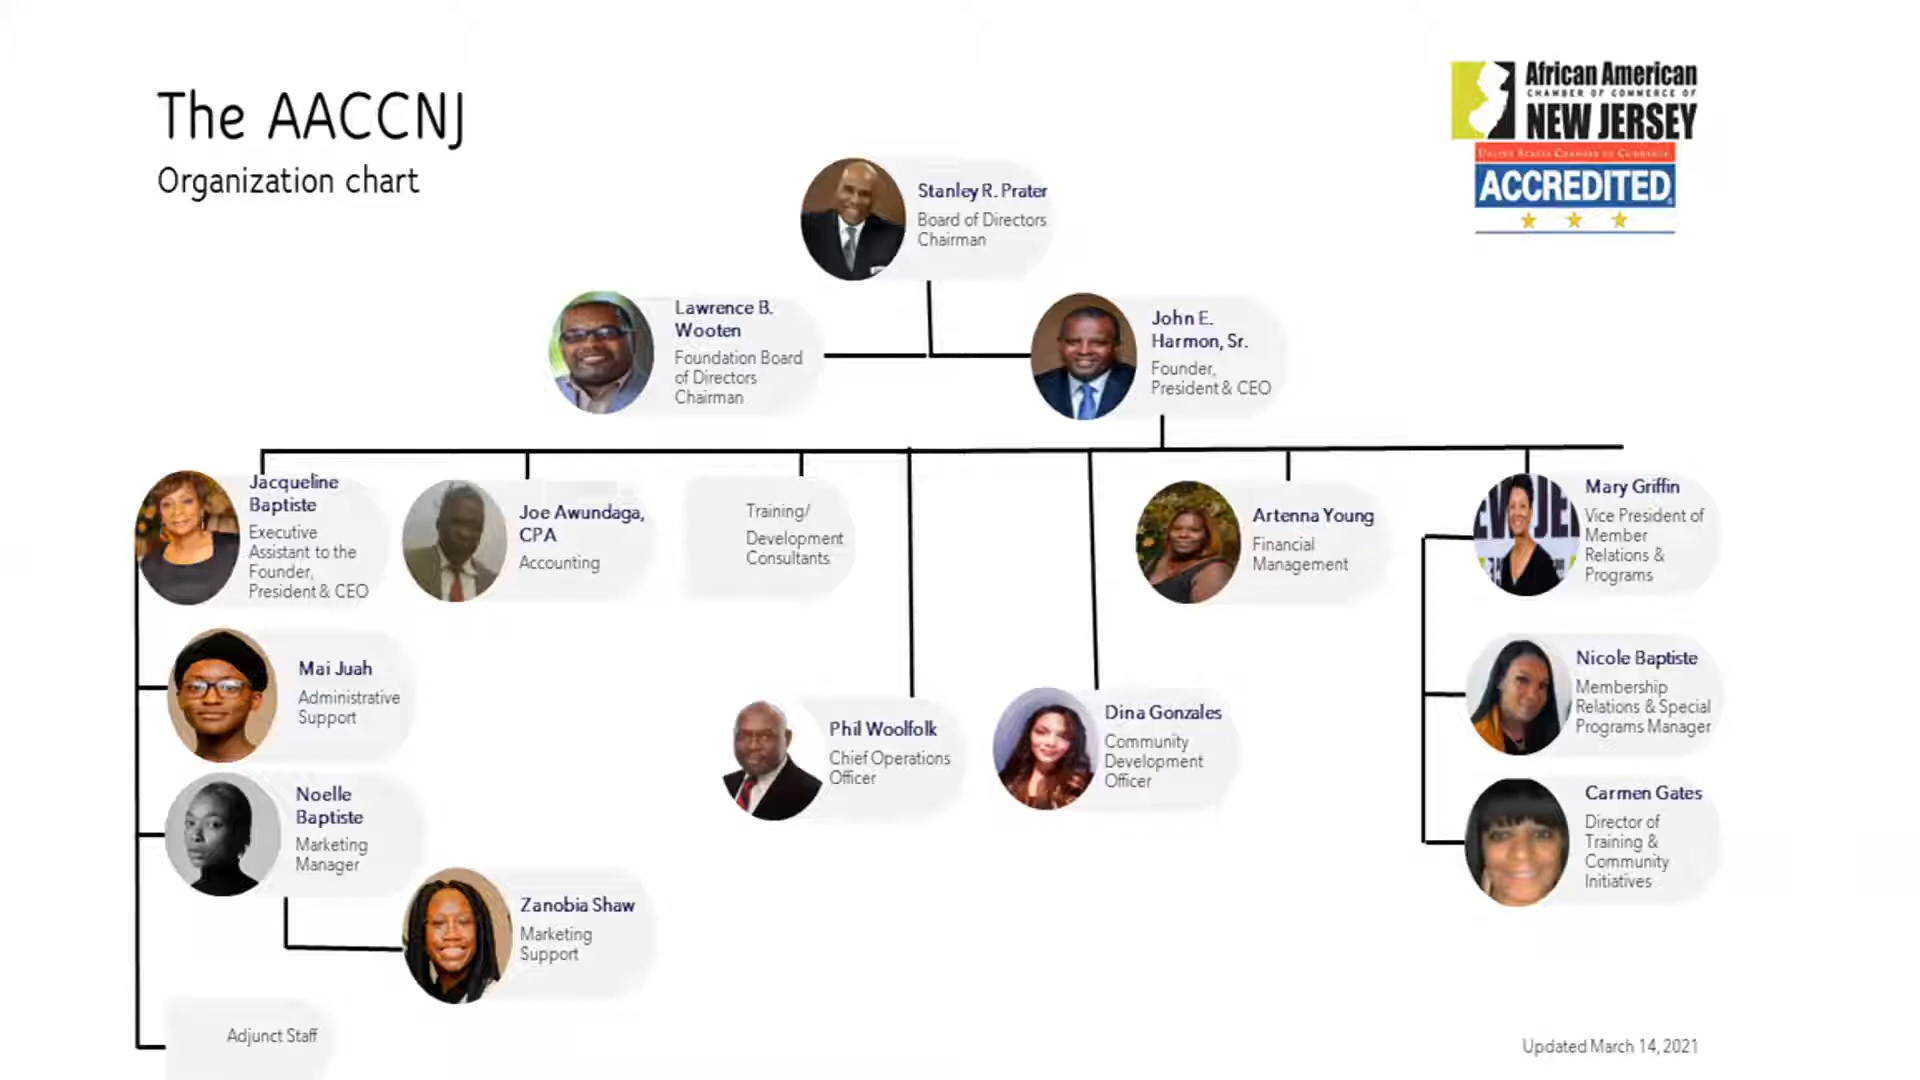 The AACCNJ
Organization chart
African American
CHAMBER OF COMMERCE OF
NEW JERSEY
UNITED STATES CHAMBER OF COMMERCE
ACCREDITED
Stanley R. Prater
Board of Directors
Chairman
Lawrence B.
Wooten
Foundation Board
of Directors
Chairman
John E.
Harmon, Sr.
Founder,
President & CEO
Jacqueline
Baptiste
Executive
Assistant to the
Founder,
President & CEO
Joe Awundaga,
CPA
Accounting
Training/
Development
Consultants
Artenna Young
Financial
Management
Mary Griffin
Vice President of
Member
Relations &
Programs
Mai Juah
Administrative
Support
Nicole Baptiste
Membership
Relations & Special
Programs Manager
Phil Woolfolk
Chief Operations
Officer
Dina Gonzales
Community
Development
Officer
Noelle
Baptiste
Marketing
Manager
Carmen Gates
Director of
Training &
Community
Initiatives
Zanobia Shaw
Marketing
Support
Adjunct Staff
Updated March 14, 2021